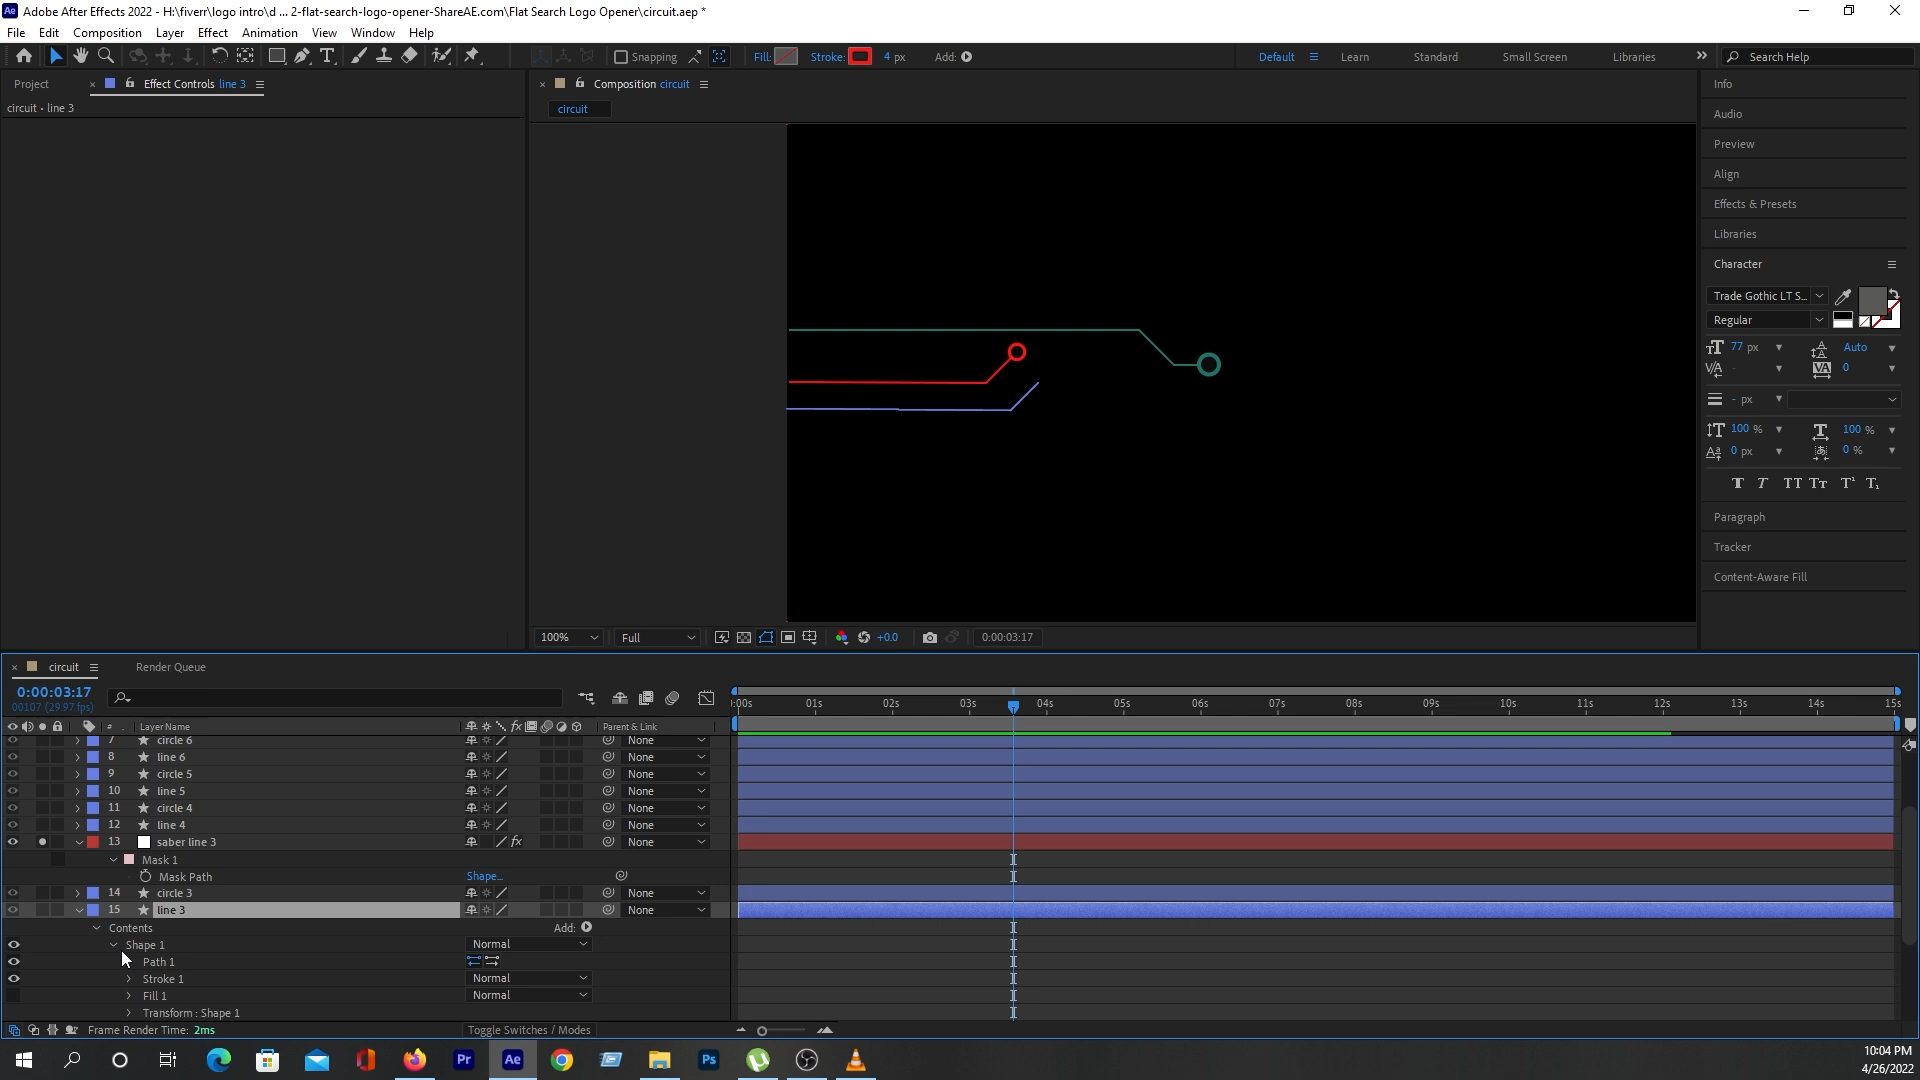 Adobe After Effects 2022 - H:\fiverr\logo intro\d ... 2-flat-search-logo-opener-ShareAE.com\Flat Search Logo Opener\circuit.aep *
File Edit Composition Layer Effect Animation View Window Help
Snapping Fill: Stroke: 4 px Add: Default Learn Standard Small Screen Libraries Search Help
Project Effect Controls line 3 Composition circuit Info
circuit • line 3 circuit
Audio
Preview
Align
Effects & Presets
Libraries
Character
Trade Gothic LT S...
Regular
77 px Auto
0
- px
100 % 100 %
0 px 0 %
Paragraph
Tracker
Content-Aware Fill
100% Full +0.0 0:00:03:17
circuit Render Queue
0:00:03:17
00107 (29.97 fps)
:00s 01s 02s 03s 04s 05s 06s 07s 08s 09s 10s 11s 12s 13s 14s 15s
# Layer Name Parent & Link
7 circle 6 None
8 line 6 None
9 circle 5 None
10 line 5 None
11 circle 4 None
12 line 4 None
13 saber line 3 None
Mask 1
Mask Path Shape...
14 circle 3 None
15 line 3 None
Contents Add:
Shape 1 Normal
Path 1
Stroke 1 Normal
Fill 1 Normal
Transform : Shape 1
Frame Render Time: 2ms Toggle Switches / Modes
10:04 PM
4/26/2022